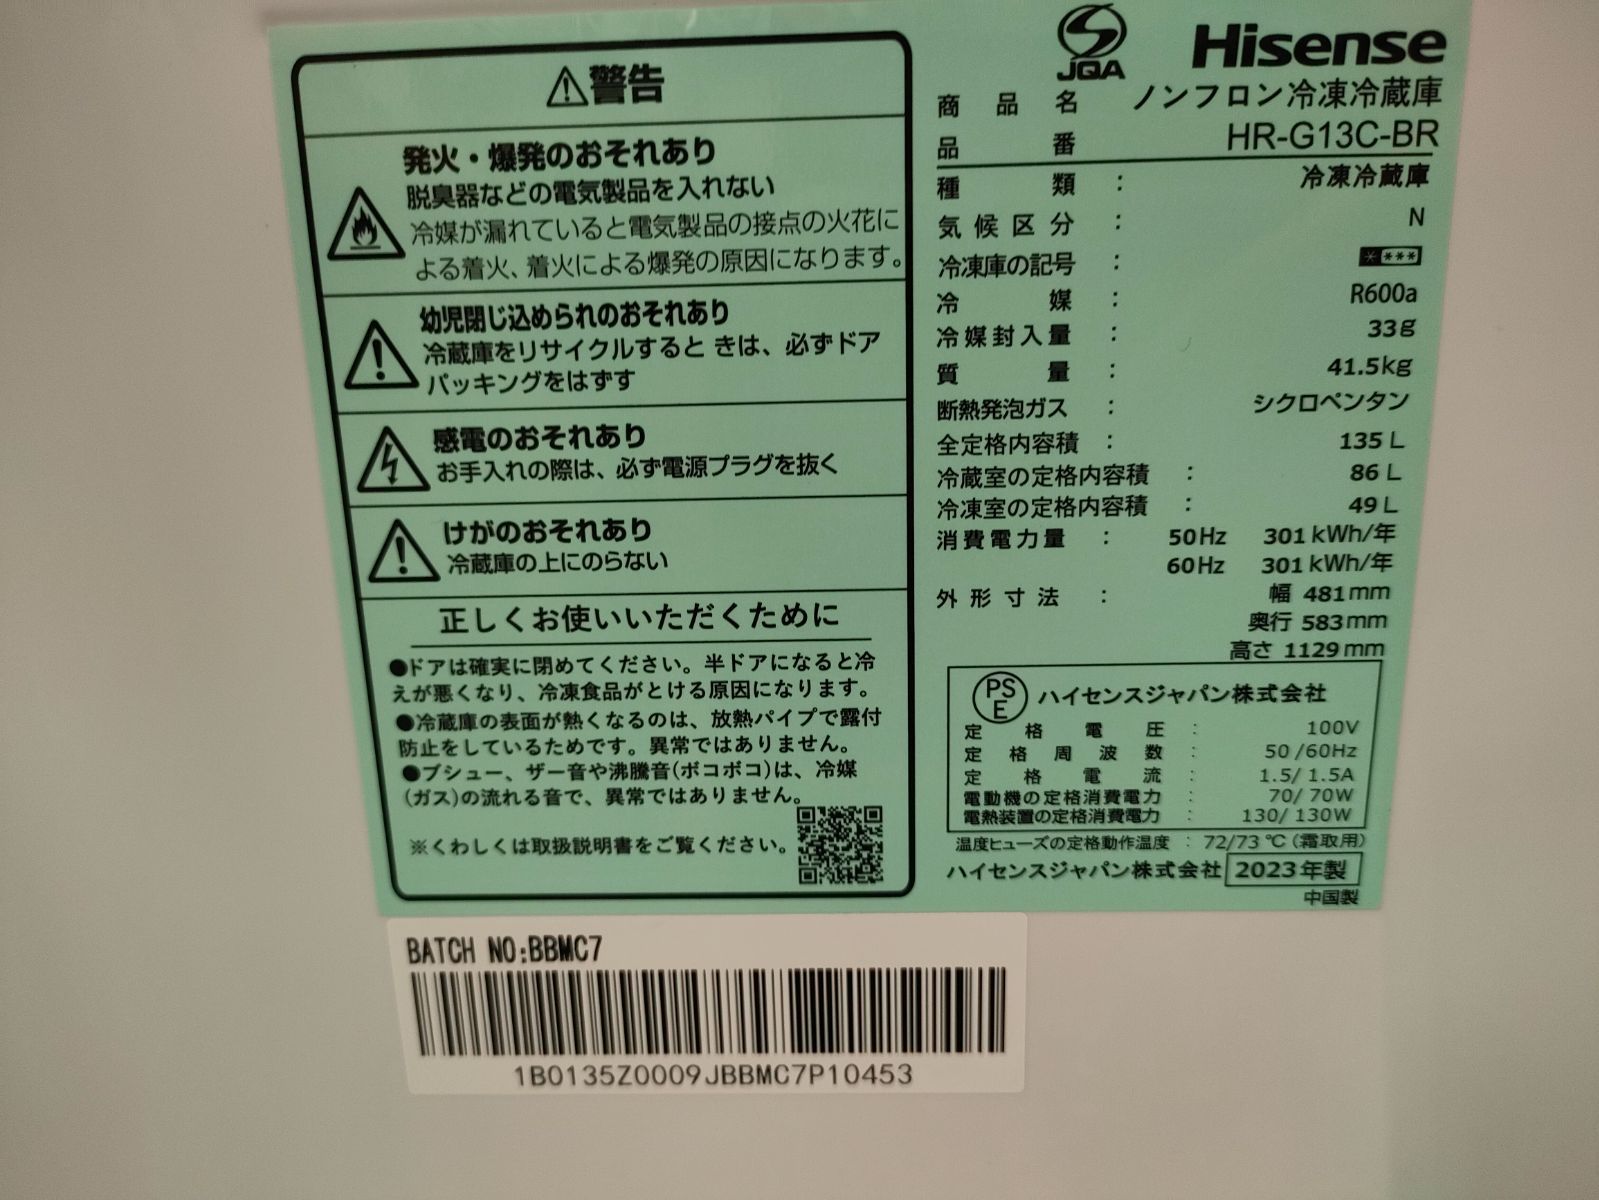 ⚠警告
発火・爆発のおそれあり
脱臭器などの電気製品を入れない
冷媒が漏れていると電気製品の接点の火花に
よる着火、着火による爆発の原因になります。
幼児閉じ込められのおそれあり
冷蔵庫をリサイクルするときは、必ずドア
パッキングをはずす
感電のおそれあり
お手入れの際は、必ず電源プラグを抜く
けがのおそれあり
冷蔵庫の上にのらない
正しくお使いいただくために
●ドアは確実に閉めてください。半ドアになると冷
えが悪くなり、冷凍食品がとける原因になります。
●冷蔵庫の表面が熱くなるのは、放熱パイプで露付
防止をしているためです。異常ではありません。
●ブシュー、ザー音や沸騰音(ボコボコ)は、冷媒
(ガス)の流れる音で、異常ではありません。
※くわしくは取扱説明書をご覧ください。
JQA
Hisense
商品名 ノンフロン冷凍冷蔵庫
品番 HR-G13C-BR
種類 : 冷凍冷蔵庫
気候区分 : N
冷凍庫の記号 : * ***
冷媒 : R600a
冷媒封入量 : 33g
質量 : 41.5kg
断熱発泡ガス : シクロペンタン
全定格内容積 : 135 L
冷蔵室の定格内容積 : 86 L
冷凍室の定格内容積 : 49 L
消費電力量 : 50Hz 301 kWh/年
60Hz 301 kWh/年
外形寸法 : 幅 481mm
奥行 583mm
高さ 1129mm
PSE ハイセンスジャパン株式会社
定格電圧 : 100V
定格周波数 : 50/60Hz
定格電流 : 1.5/ 1.5A
電動機の定格消費電力 : 70/ 70W
電熱装置の定格消費電力 : 130/ 130W
温度ヒューズの定格動作温度 : 72/73℃(霜取用)
ハイセンスジャパン株式会社 2023年製
中国製
BATCH NO:BBMC7
1B0135Z0009JBBMC7P10453